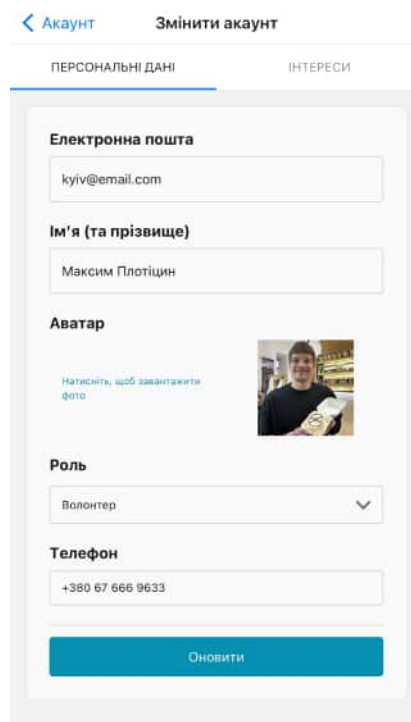 Акаунт
Змінити акаунт
ПЕРСОНАЛЬНІ ДАНІ
ІНТЕРЕСИ
Електронна пошта
kyiv@email.com
Ім'я (та прізвище)
Максим Плотіцин
Аватар
Натисніть, щоб завантажити
фото
Роль
Волонтер
Телефон
+380 67 666 9633
Оновити